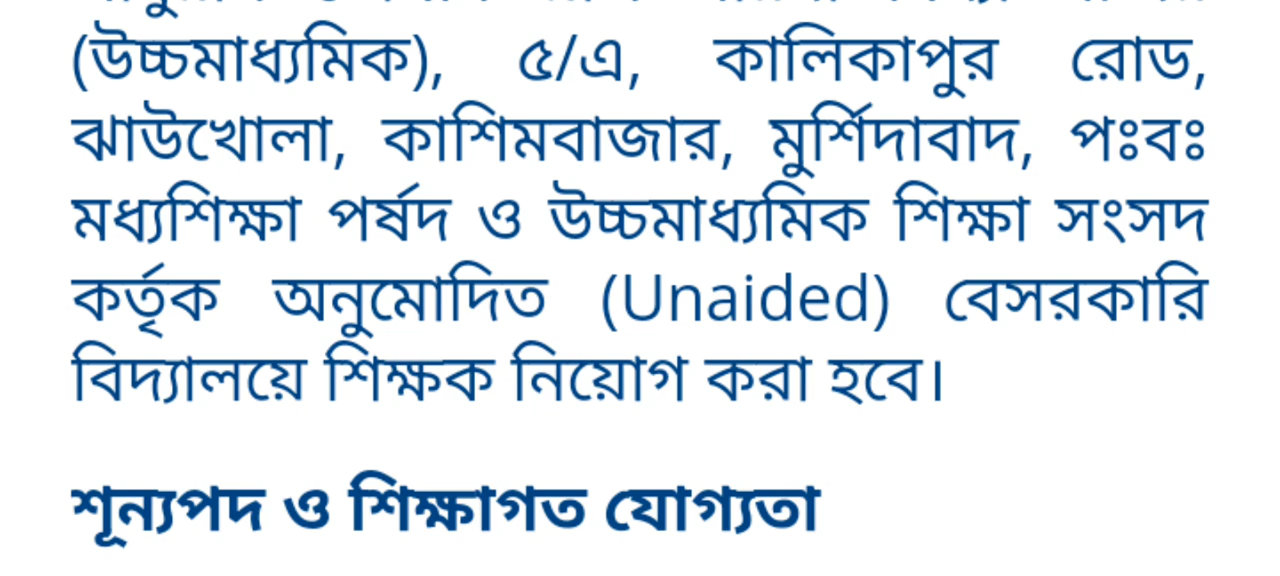 (উচ্চমাধ্যমিক), ৫/এ, কালিকাপুর রোড,
ঝাউখোলা, কাশিমবাজার, মুর্শিদাবাদ, পঃবঃ
মধ্যশিক্ষা পর্ষদ ও উচ্চমাধ্যমিক শিক্ষা সংসদ
কর্তৃক অনুমোদিত (Unaided) বেসরকারি
বিদ্যালয়ে শিক্ষক নিয়োগ করা হবে।
শূন্যপদ ও শিক্ষাগত যোগ্যতা